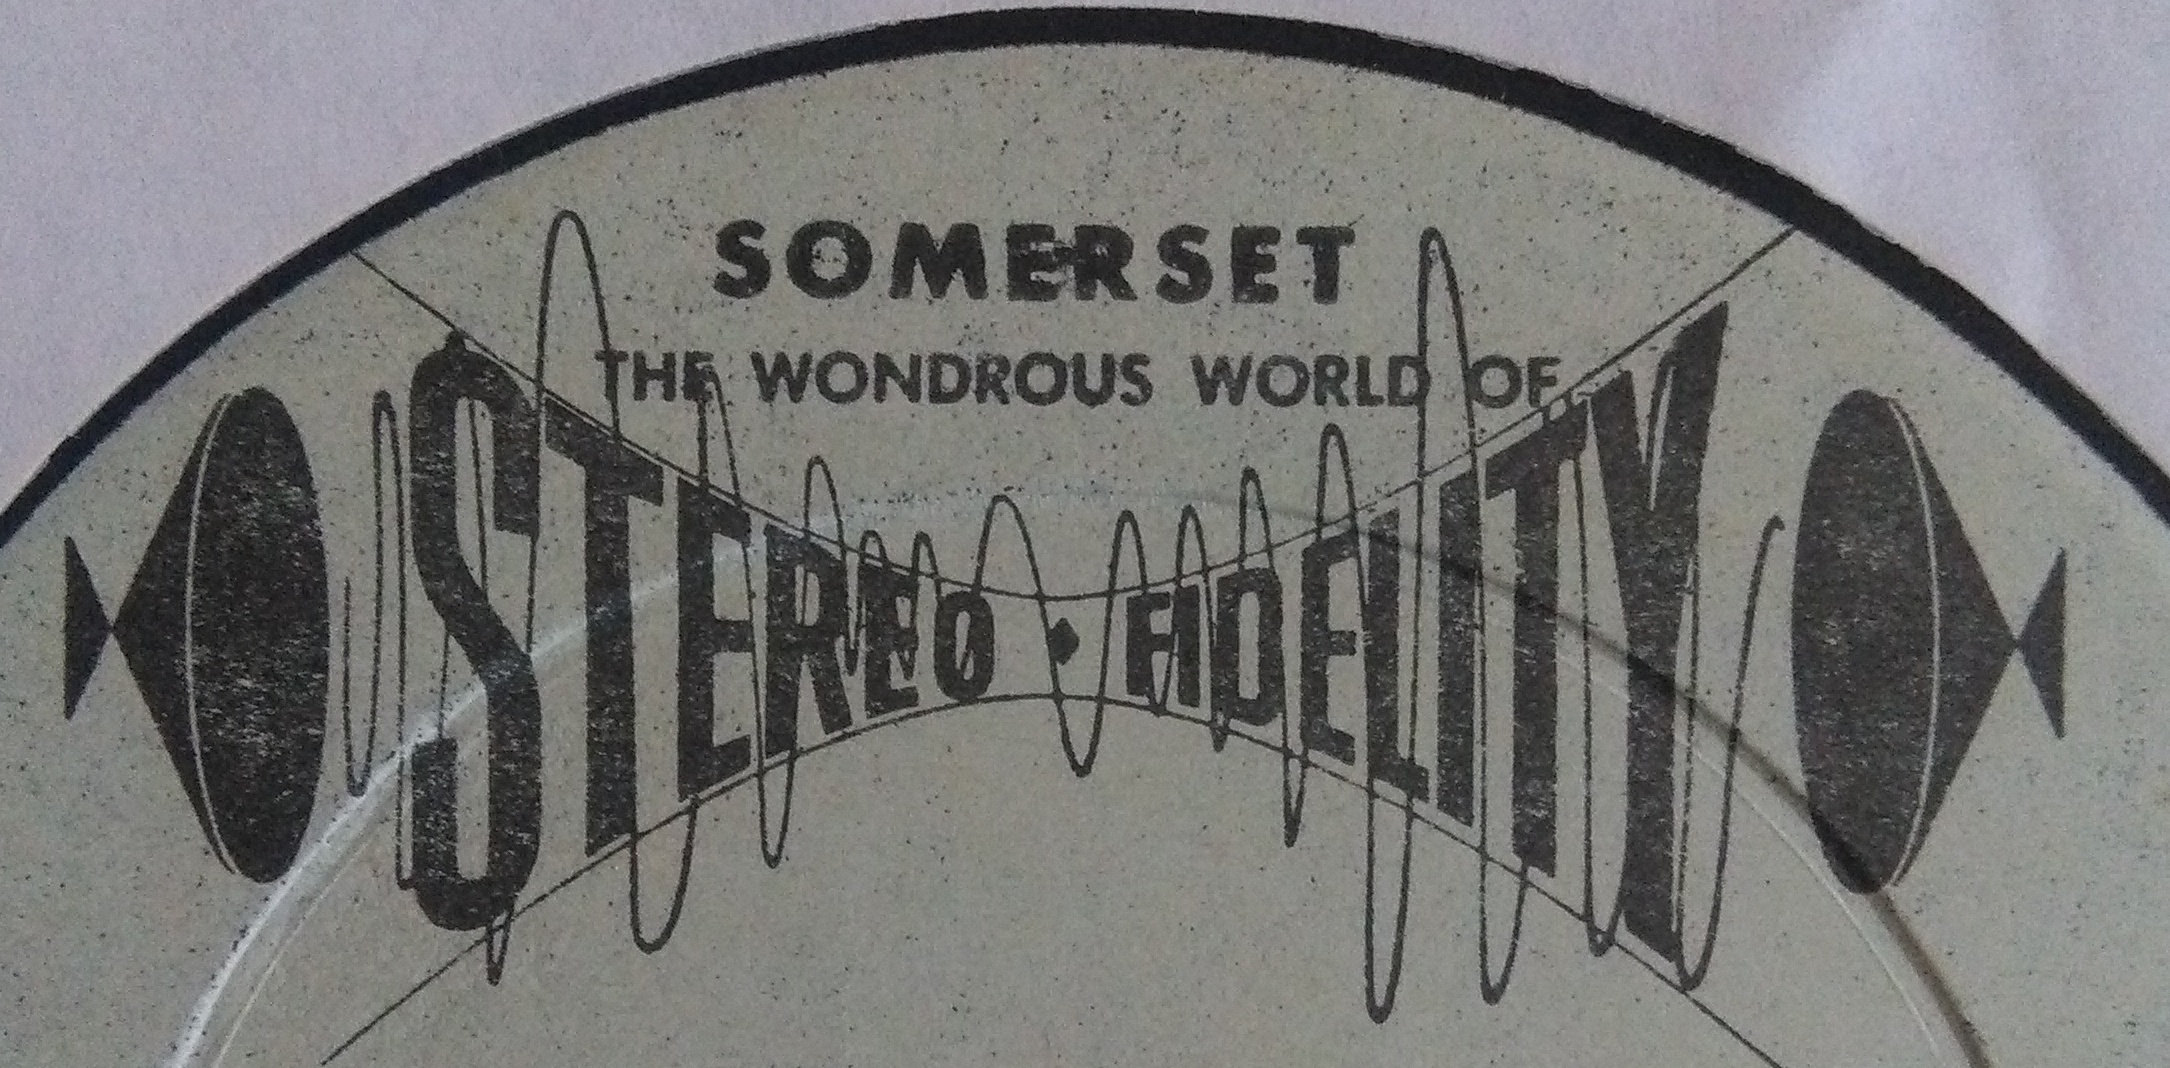 SOMERSET
THE WONDROUS WORLD OF
STEREO • FIDELITY